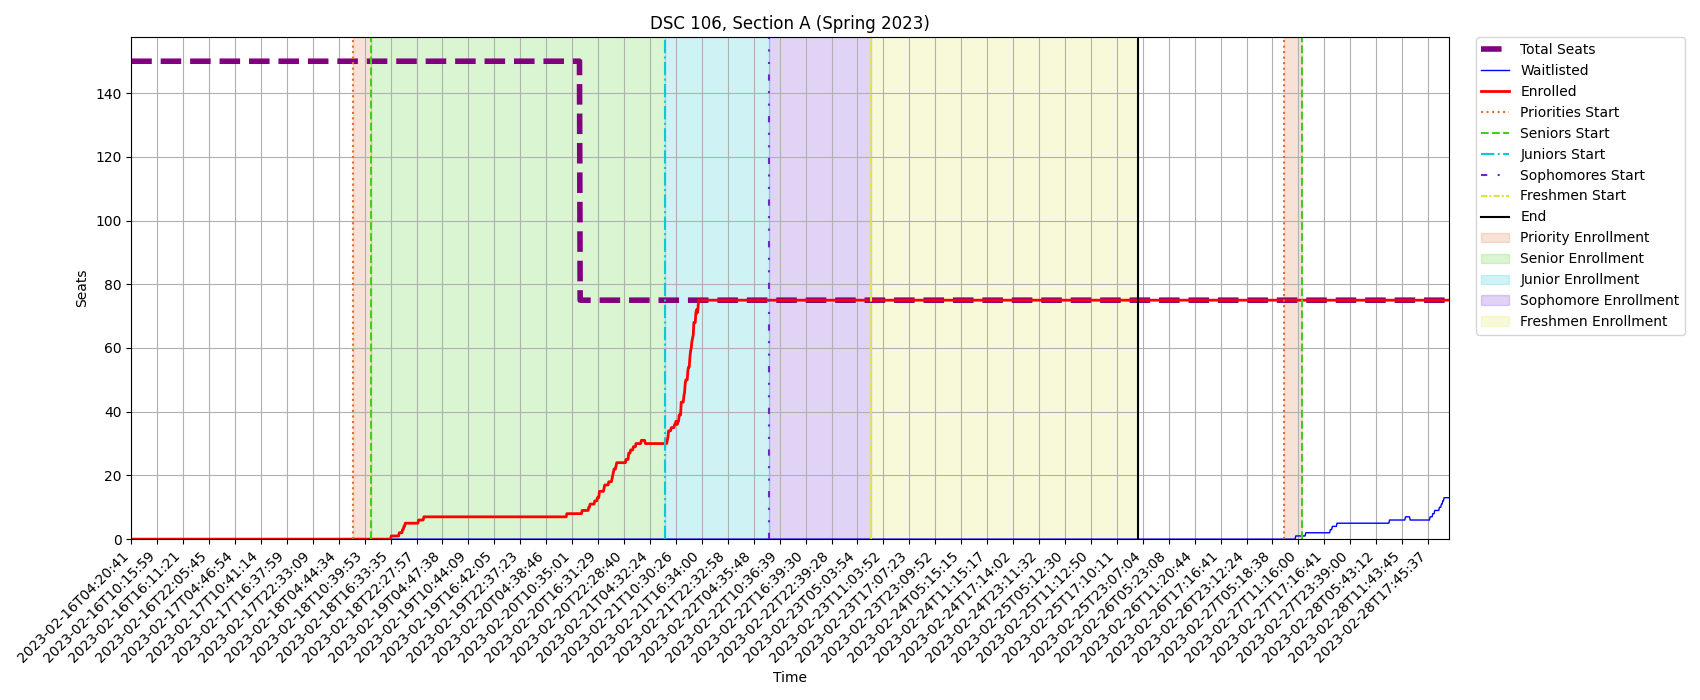 DSC 106, Section A (Spring 2023)
Seats
140
120
100
80
60
40
20
0
2023-02-16T04:20:41
2023-02-16T10:15:59
2023-02-16T16:11:21
2023-02-16T22:05:45
2023-02-17T04:46:54
2023-02-17T10:41:14
2023-02-17T16:37:59
2023-02-17T22:33:09
2023-02-18T04:44:34
2023-02-18T10:39:53
2023-02-18T16:33:35
2023-02-18T22:27:57
2023-02-19T04:47:38
2023-02-19T10:44:09
2023-02-19T16:42:05
2023-02-19T22:37:23
2023-02-20T04:38:46
2023-02-20T10:35:01
2023-02-20T16:31:29
2023-02-20T22:28:40
2023-02-21T04:32:24
2023-02-21T10:30:26
2023-02-21T16:34:00
2023-02-21T22:32:58
2023-02-22T04:35:48
2023-02-22T10:36:39
2023-02-22T16:39:30
2023-02-22T22:39:28
2023-02-23T05:03:54
2023-02-23T11:03:52
2023-02-23T17:07:23
2023-02-23T23:09:52
2023-02-24T05:15:15
2023-02-24T11:15:17
2023-02-24T17:14:02
2023-02-24T23:11:32
2023-02-25T05:12:30
2023-02-25T11:12:50
2023-02-25T17:10:11
2023-02-25T23:07:04
2023-02-26T05:23:08
2023-02-26T11:20:44
2023-02-26T17:16:41
2023-02-26T23:12:24
2023-02-27T05:18:38
2023-02-27T11:16:00
2023-02-27T17:16:41
2023-02-27T23:39:00
2023-02-28T05:43:12
2023-02-28T11:43:45
2023-02-28T17:45:37
Time
Total Seats
Waitlisted
Enrolled
Priorities Start
Seniors Start
Juniors Start
Sophomores Start
Freshmen Start
End
Priority Enrollment
Senior Enrollment
Junior Enrollment
Sophomore Enrollment
Freshmen Enrollment